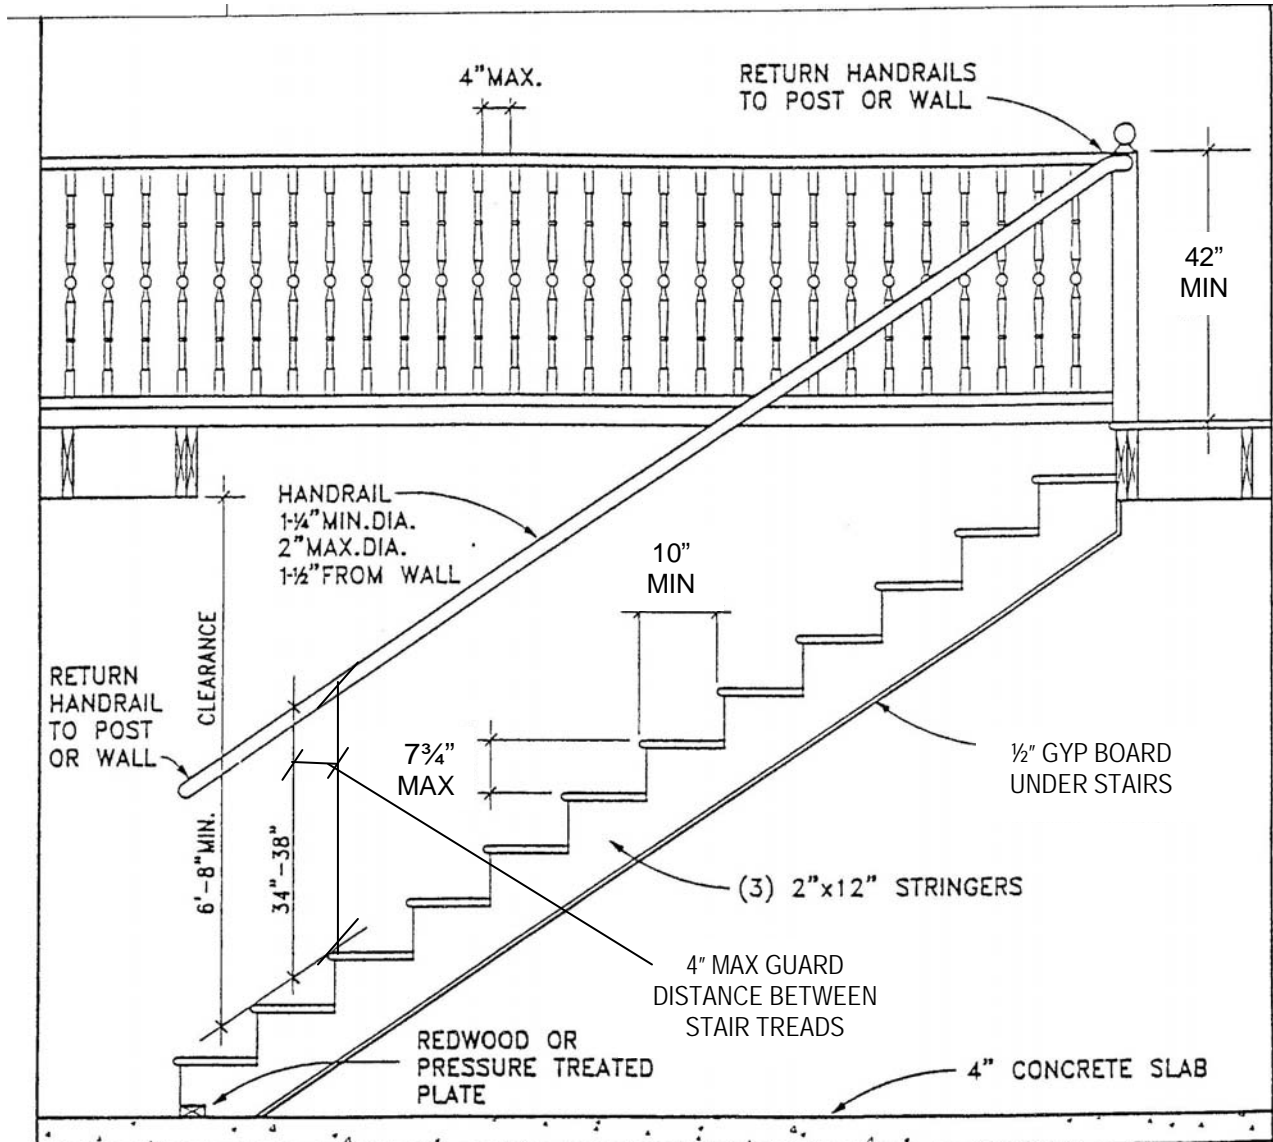 4"MAX.
RETURN HANDRAILS
TO POST OR WALL
42"
MIN
HANDRAIL
1-¼"MIN.DIA.
2"MAX.DIA.
1-½"FROM WALL
10"
MIN
RETURN
HANDRAIL
TO POST
OR WALL
6'-8"MIN. CLEARANCE
34"-38"
7¾"
MAX
½" GYP BOARD
UNDER STAIRS
(3) 2"x12" STRINGERS
4" MAX GUARD
DISTANCE BETWEEN
STAIR TREADS
REDWOOD OR
PRESSURE TREATED
PLATE
4" CONCRETE SLAB